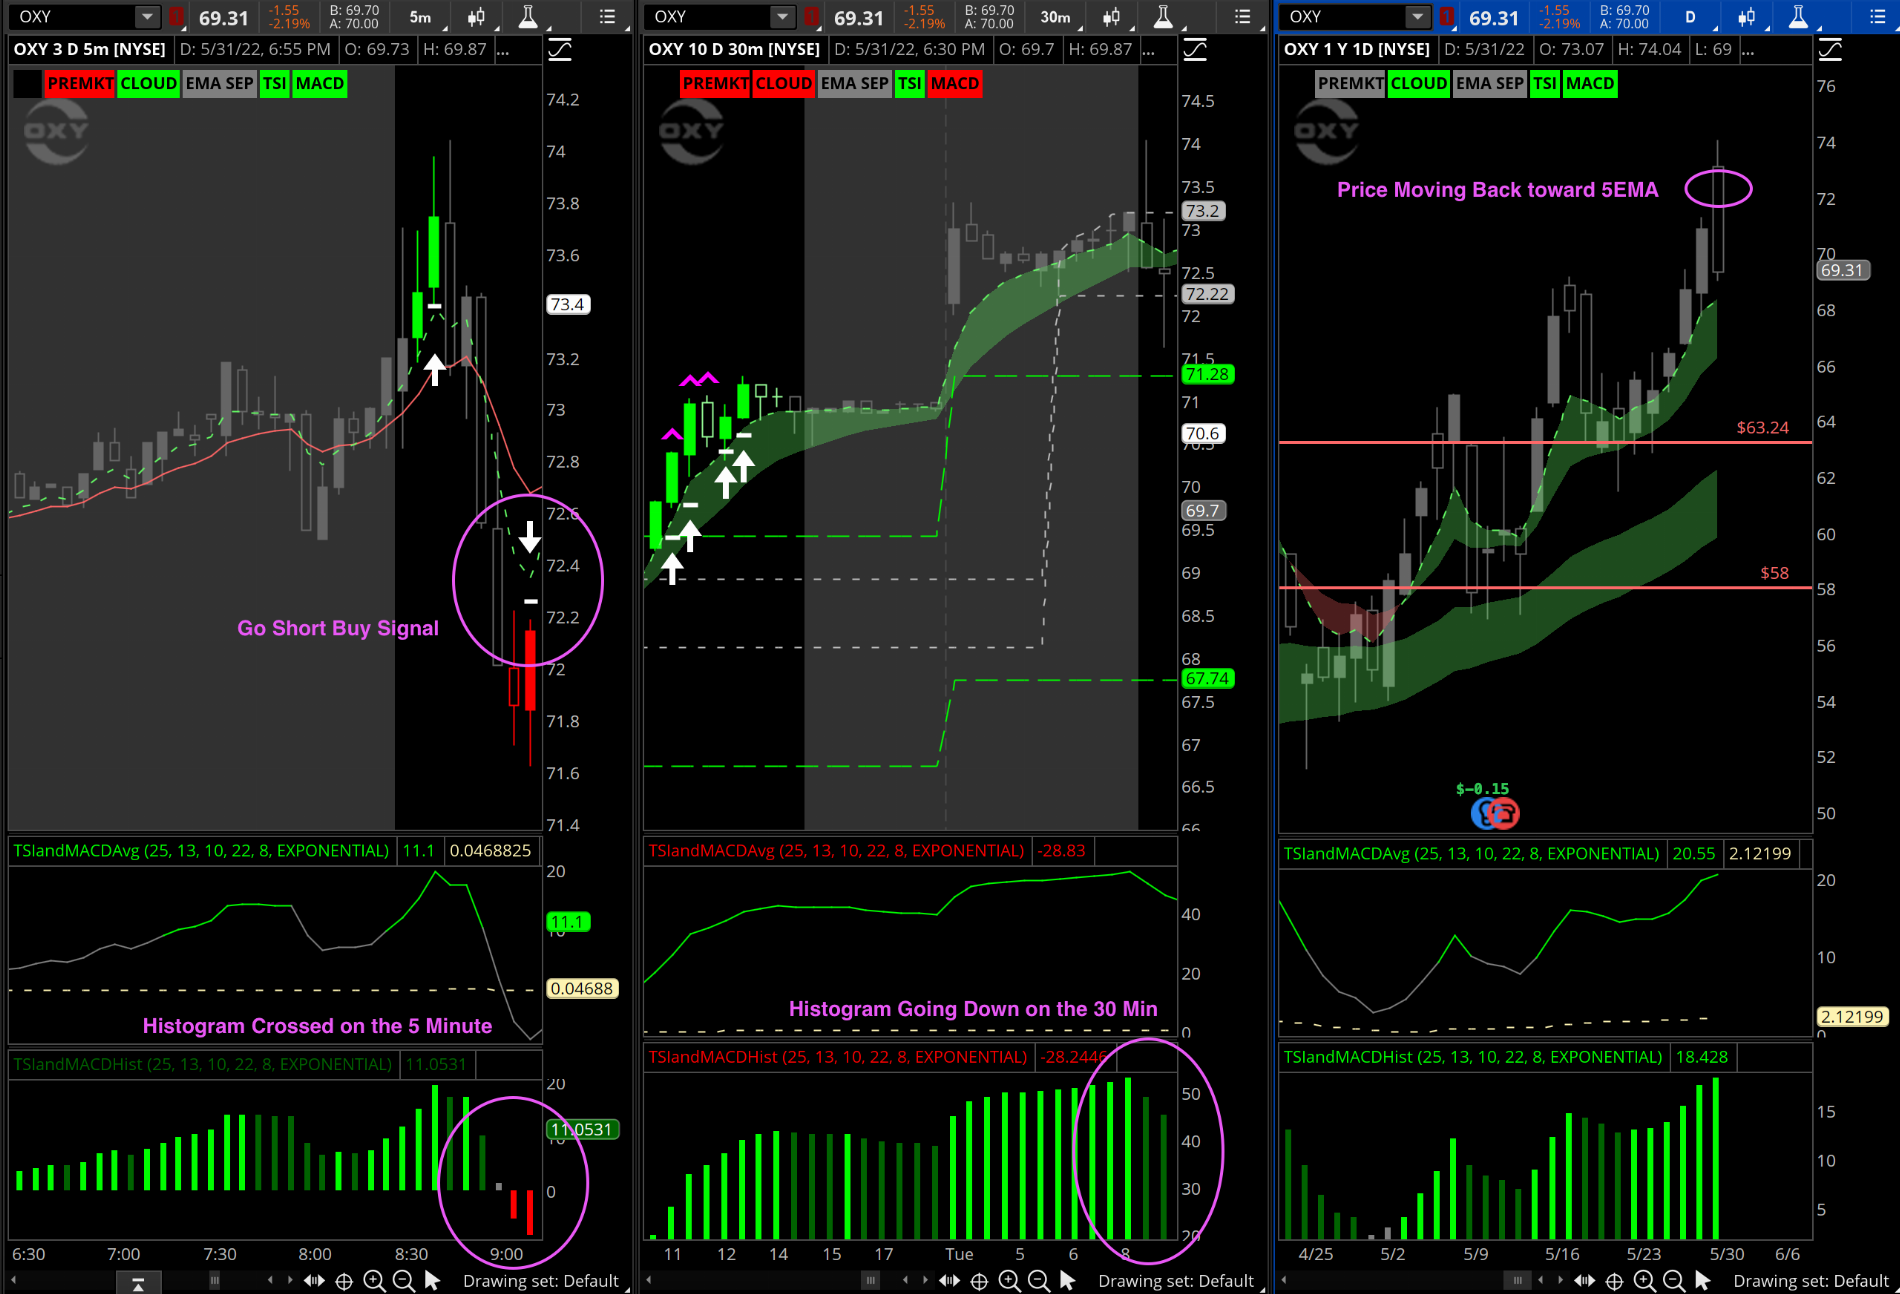 OXY
69.31
-1.55
-2.19%
B: 69.70
A: 70.00
5m
OXY 3 D 5m [NYSE]
D: 5/31/22, 6:55 PM
O: 69.73
H: 69.87
...
PREMKT
CLOUD
EMA SEP
TSI
MACD
OXY
74.2
74
73.8
73.6
73.4
73.2
73
72.8
72.6
72.4
72.2
72
71.8
71.6
71.4
Go Short Buy Signal
TSIandMACDAvg (25, 13, 10, 22, 8, EXPONENTIAL)
11.1
0.0468825
20
11.1
0.04688
Histogram Crossed on the 5 Minute
TSIandMACDHist (25, 13, 10, 22, 8, EXPONENTIAL)
11.0531
20
11.0531
0
6:30
7:00
7:30
8:00
8:30
9:00
Drawing set: Default
OXY
69.31
-1.55
-2.19%
B: 69.70
A: 70.00
30m
OXY 10 D 30m [NYSE]
D: 5/31/22, 6:30 PM
O: 69.7
H: 69.87
...
PREMKT
CLOUD
EMA SEP
TSI
MACD
OXY
74.5
74
73.5
73.2
73
72.5
72.22
72
71.5
71.28
71
70.6
70.5
70
69.7
69.5
69
68.5
68
67.74
67.5
67
66.5
66
TSIandMACDAvg (25, 13, 10, 22, 8, EXPONENTIAL)
-28.83
40
20
Histogram Going Down on the 30 Min
0
TSIandMACDHist (25, 13, 10, 22, 8, EXPONENTIAL)
-28.2446
50
40
30
20
11
12
14
15
17
Tue
5
6
8
Drawing set: Default
OXY
69.31
-1.55
-2.19%
B: 69.70
A: 70.00
D
OXY 1 Y 1D [NYSE]
D: 5/31/22
O: 73.07
H: 74.04
L: 69
...
PREMKT
CLOUD
EMA SEP
TSI
MACD
OXY
Price Moving Back toward 5EMA
76
74
72
70
69.31
68
66
64
62
60
58
56
54
52
50
$63.24
$58
$-0.15
TSIandMACDAvg (25, 13, 10, 22, 8, EXPONENTIAL)
20.55
2.12199
20
10
2.12199
0
TSIandMACDHist (25, 13, 10, 22, 8, EXPONENTIAL)
18.428
15
10
5
4/25
5/2
5/9
5/16
5/23
5/30
6/6
Drawing set: Default